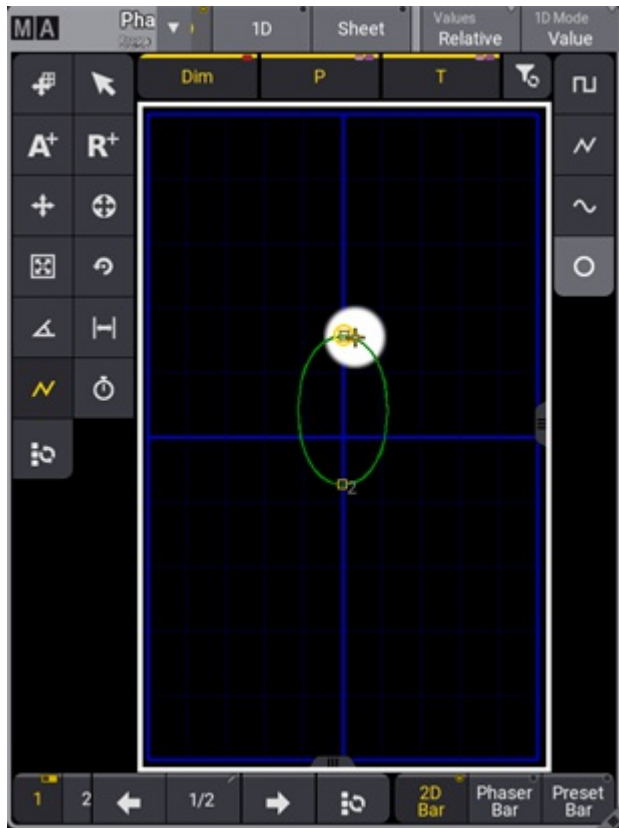 MA
Pha
1D
Sheet
Values
Relative
1D Mode
Value
Dim
P
T
A+
R+
2
1
2
1/2
2D
Bar
Phaser
Bar
Preset
Bar